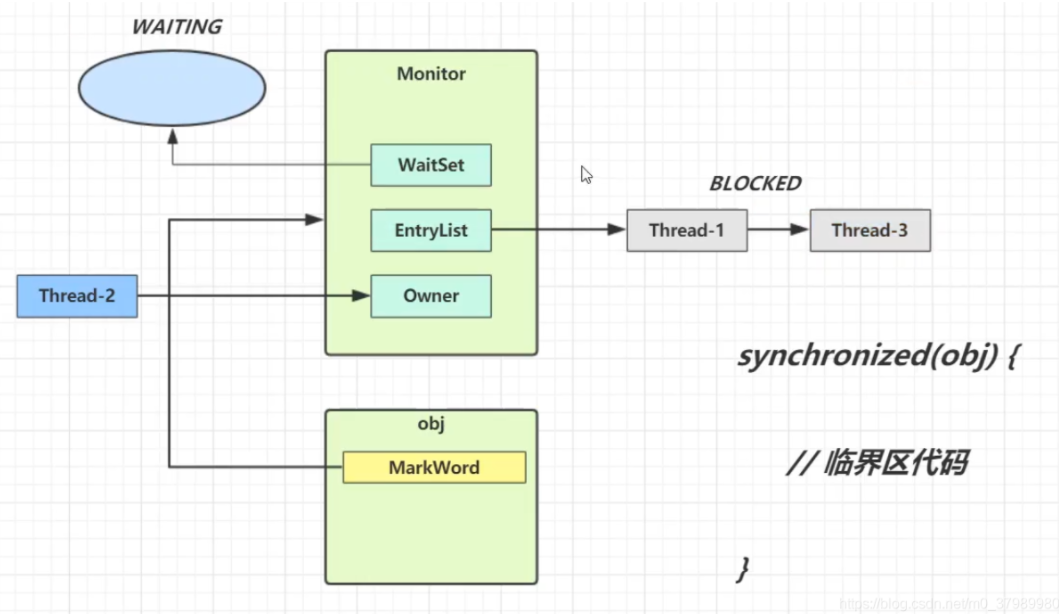 WAITING
Monitor
WaitSet
BLOCKED
EntryList
Thread-1
Thread-3
Thread-2
Owner
synchronized(obj) {
obj
// 临界区代码
MarkWord
}
https://blog.csdn.net/m0_37989980